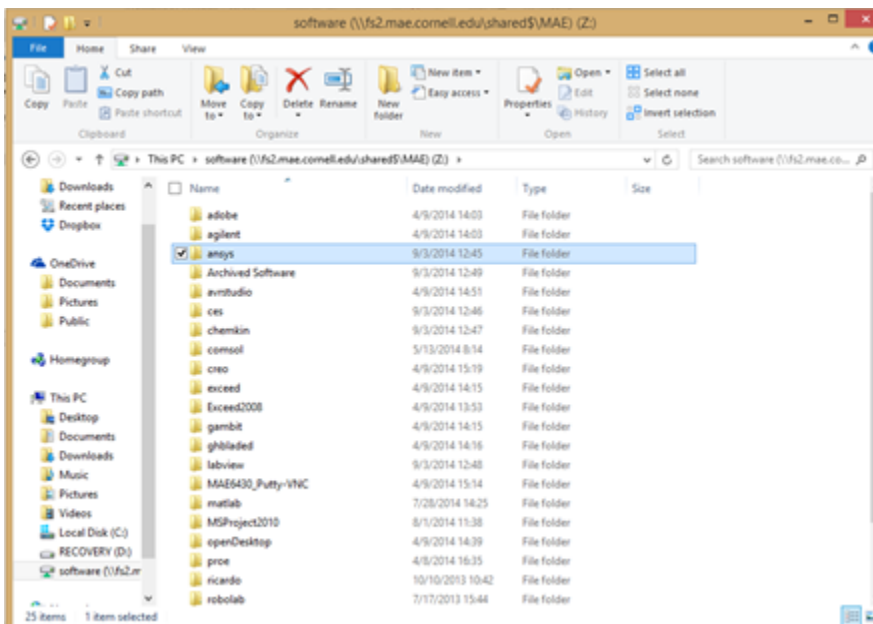 software (\\fs2.mae.cornell.edu\shared$\MAE) (Z:)
File Home Share View
Copy Paste Cut Copy path Paste shortcut
Move to Copy to Delete Rename
New folder New item Easy access
Properties Open Edit History
Select all Select none Invert selection
Clipboard Organize New Open Select
This PC software (\\fs2.mae.cornell.edu\shared$\MAE) (Z:) Search software (\\fs2.mae.co...
Downloads
Recent places
Dropbox
OneDrive
Documents
Pictures
Public
Homegroup
This PC
Desktop
Documents
Downloads
Music
Pictures
Videos
Local Disk (C:)
RECOVERY (D:)
software (\\fs2.m
Name Date modified Type Size
adobe 4/9/2014 14:03 File folder
agilent 4/9/2014 14:03 File folder
ansys 9/3/2014 12:45 File folder
Archived Software 9/3/2014 12:49 File folder
avrstudio 4/9/2014 14:51 File folder
ces 9/3/2014 12:46 File folder
chemkin 9/3/2014 12:47 File folder
comsol 5/13/2014 8:14 File folder
creo 4/9/2014 15:19 File folder
exceed 4/9/2014 14:15 File folder
Exceed2008 4/9/2014 13:53 File folder
gambit 4/9/2014 14:15 File folder
ghbladed 4/9/2014 14:16 File folder
labview 9/3/2014 12:48 File folder
MAE6430_Putty-VNC 4/9/2014 15:14 File folder
matlab 7/28/2014 14:25 File folder
MSProject2010 8/1/2014 11:38 File folder
openDesktop 4/9/2014 14:39 File folder
proe 4/8/2014 16:35 File folder
ricardo 10/10/2013 10:42 File folder
robolab 7/17/2013 15:44 File folder
25 items 1 item selected